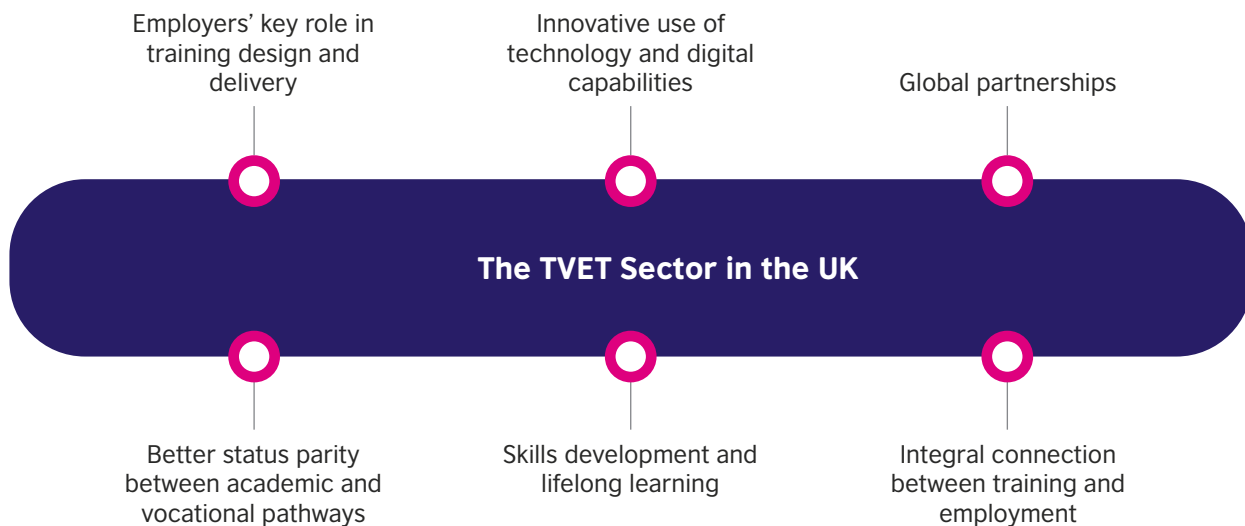 Employers’ key role in
training design and
delivery
Innovative use of
technology and digital
capabilities
Global partnerships
The TVET Sector in the UK
Better status parity
between academic and
vocational pathways
Skills development and
lifelong learning
Integral connection
between training and
employment